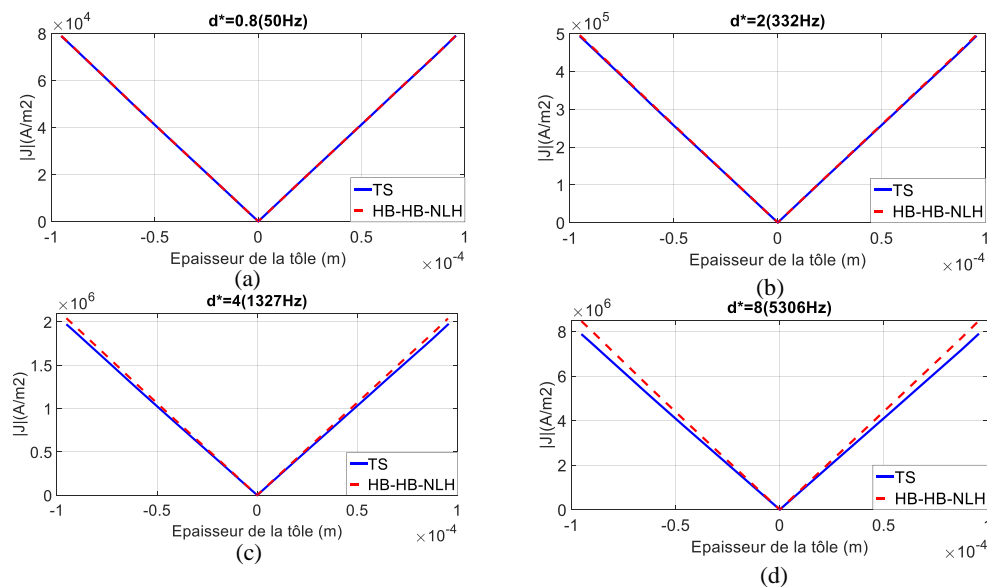 ×10^4
d*=0.8(50Hz)
|J|(A/m2)
8
6
4
2
0
TS
HB-HB-NLH
-1 -0.5 0 0.5 1
Epaisseur de la tôle (m)
×10^-4
(a)
×10^5
d*=2(332Hz)
|J|(A/m2)
5
4
3
2
1
0
TS
HB-HB-NLH
-1 -0.5 0 0.5 1
Epaisseur de la tôle (m)
×10^-4
(b)
×10^6
d*=4(1327Hz)
|J|(A/m2)
2
1.5
1
0.5
0
TS
HB-HB-NLH
-1 -0.5 0 0.5 1
Epaisseur de la tôle (m)
×10^-4
(c)
×10^6
d*=8(5306Hz)
|J|(A/m2)
8
6
4
2
0
TS
HB-HB-NLH
-1 -0.5 0 0.5 1
Epaisseur de la tôle (m)
×10^-4
(d)